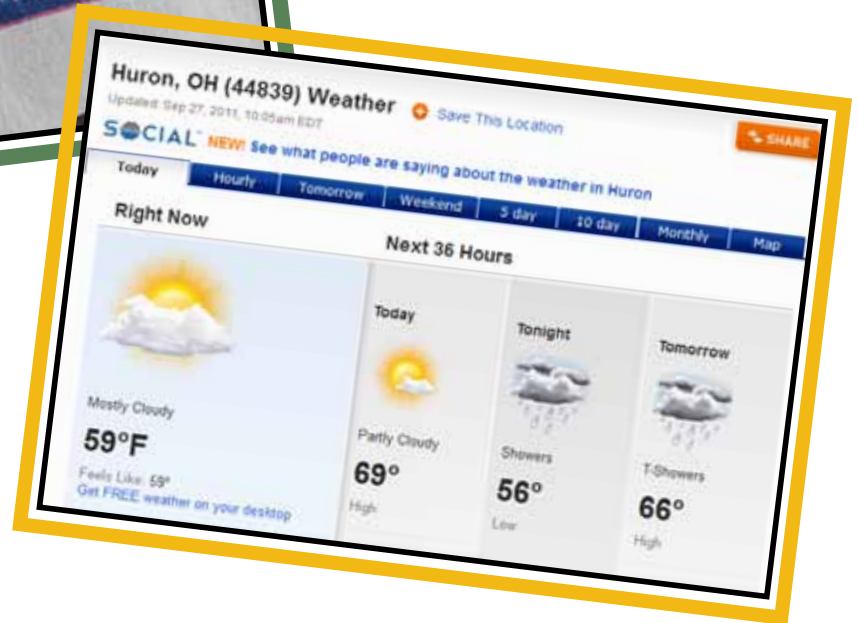 Huron, OH (44839) Weather
Save This Location
SHARE
Updated: Sep 27, 2011, 10:05am EDT
SOCIAL NEW! See what people are saying about the weather in Huron
Today Hourly Tomorrow Weekend 5 day 10 day Monthly Map
Right Now
Next 36 Hours
Mostly Cloudy
59°F
Feels Like: 59°
Get FREE weather on your desktop
Today
Partly Cloudy
69°
High
Tonight
Showers
56°
Low
Tomorrow
T-Showers
66°
High